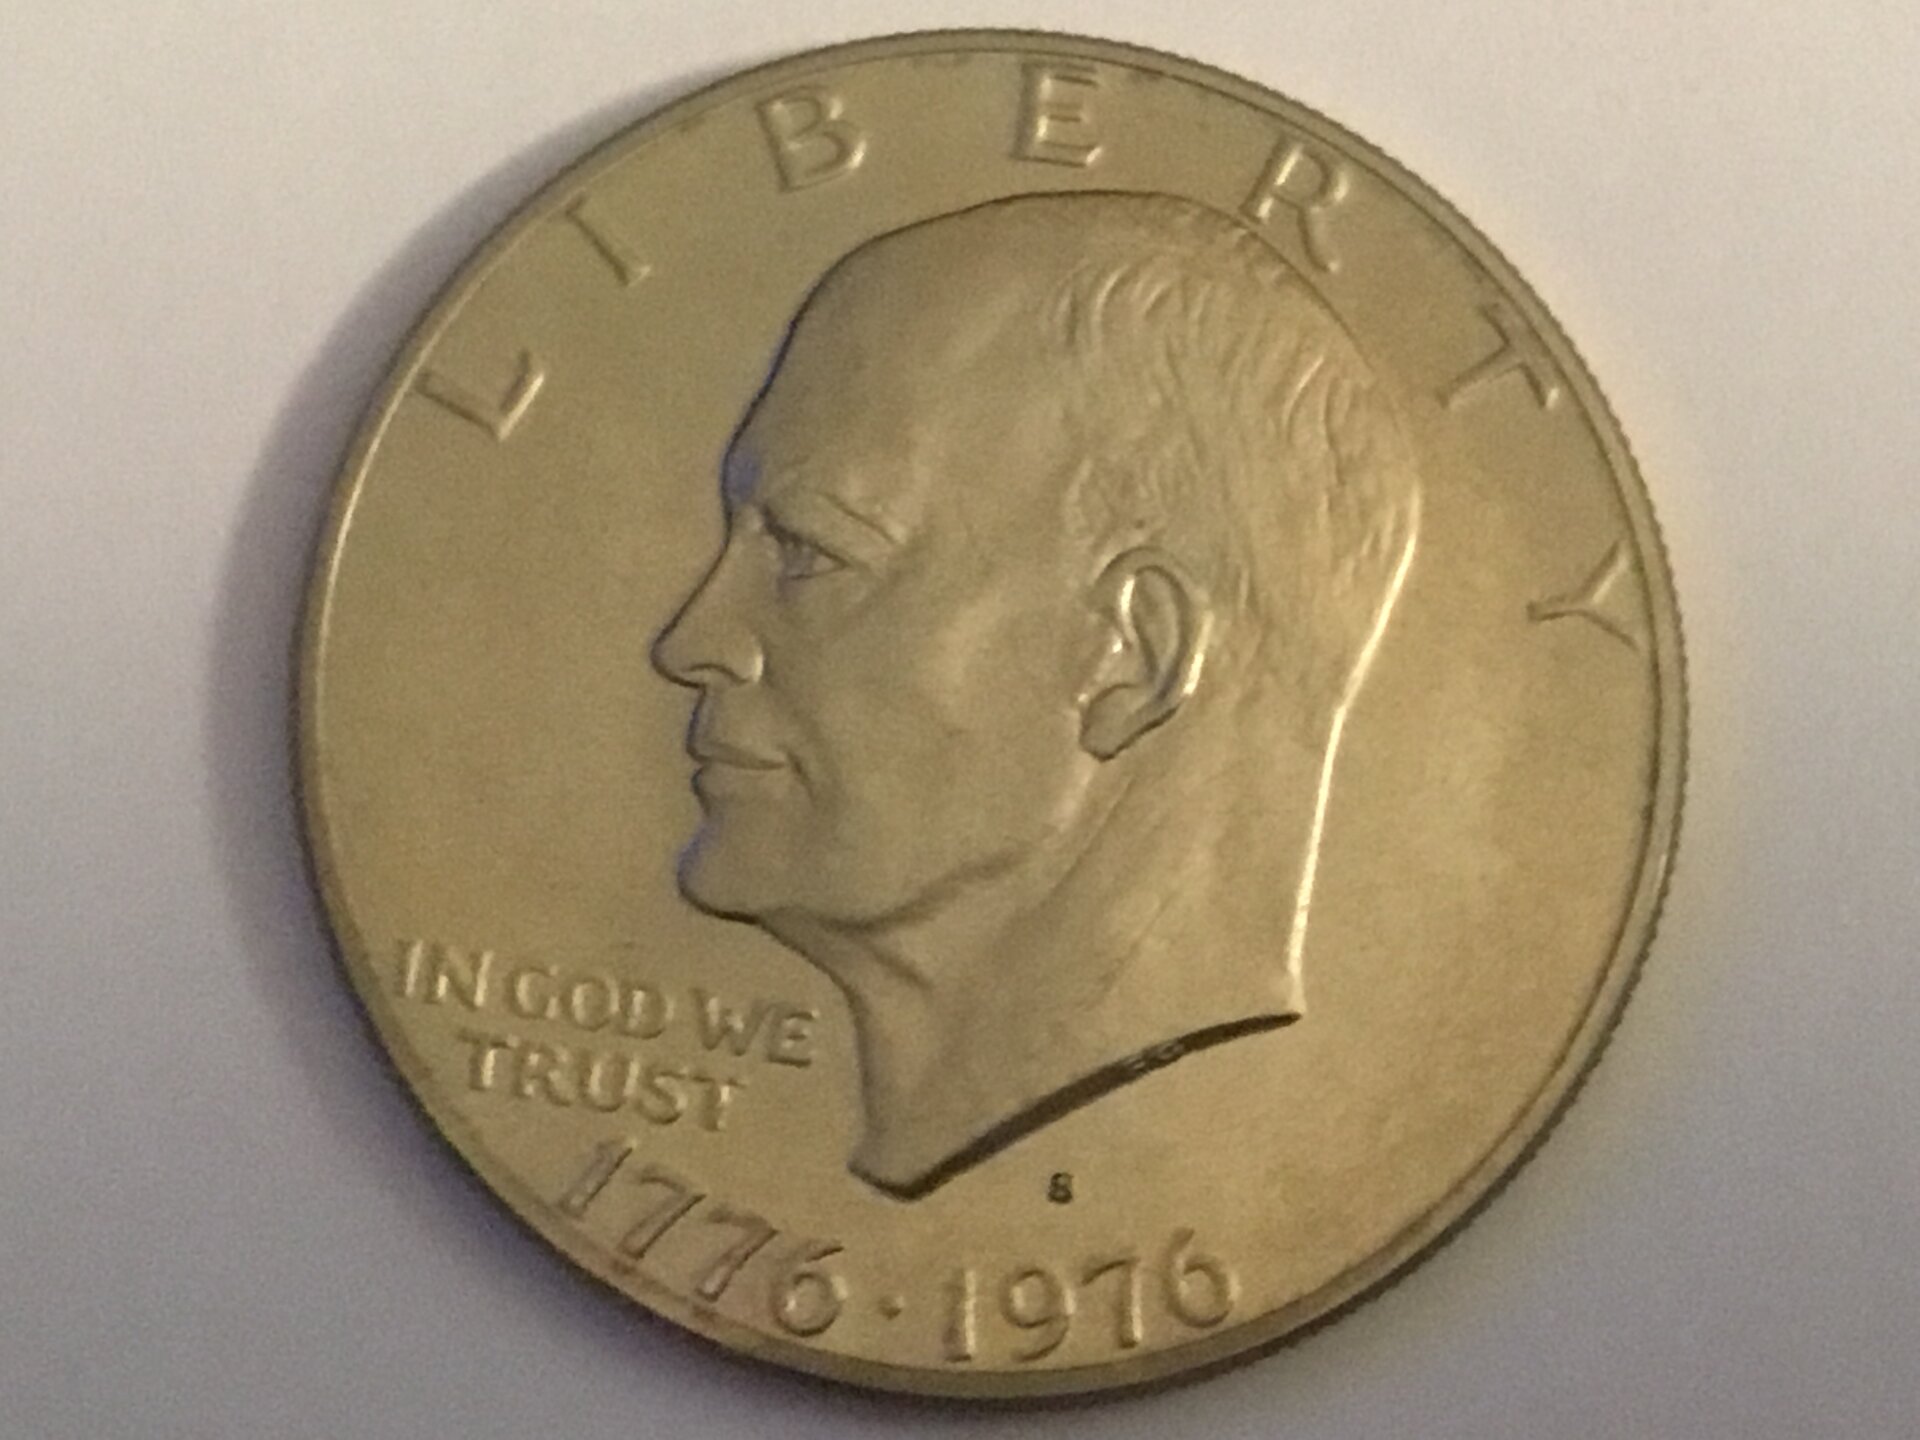 LIBERTY
IN GOD WE
TRUST
S
1776 · 1976